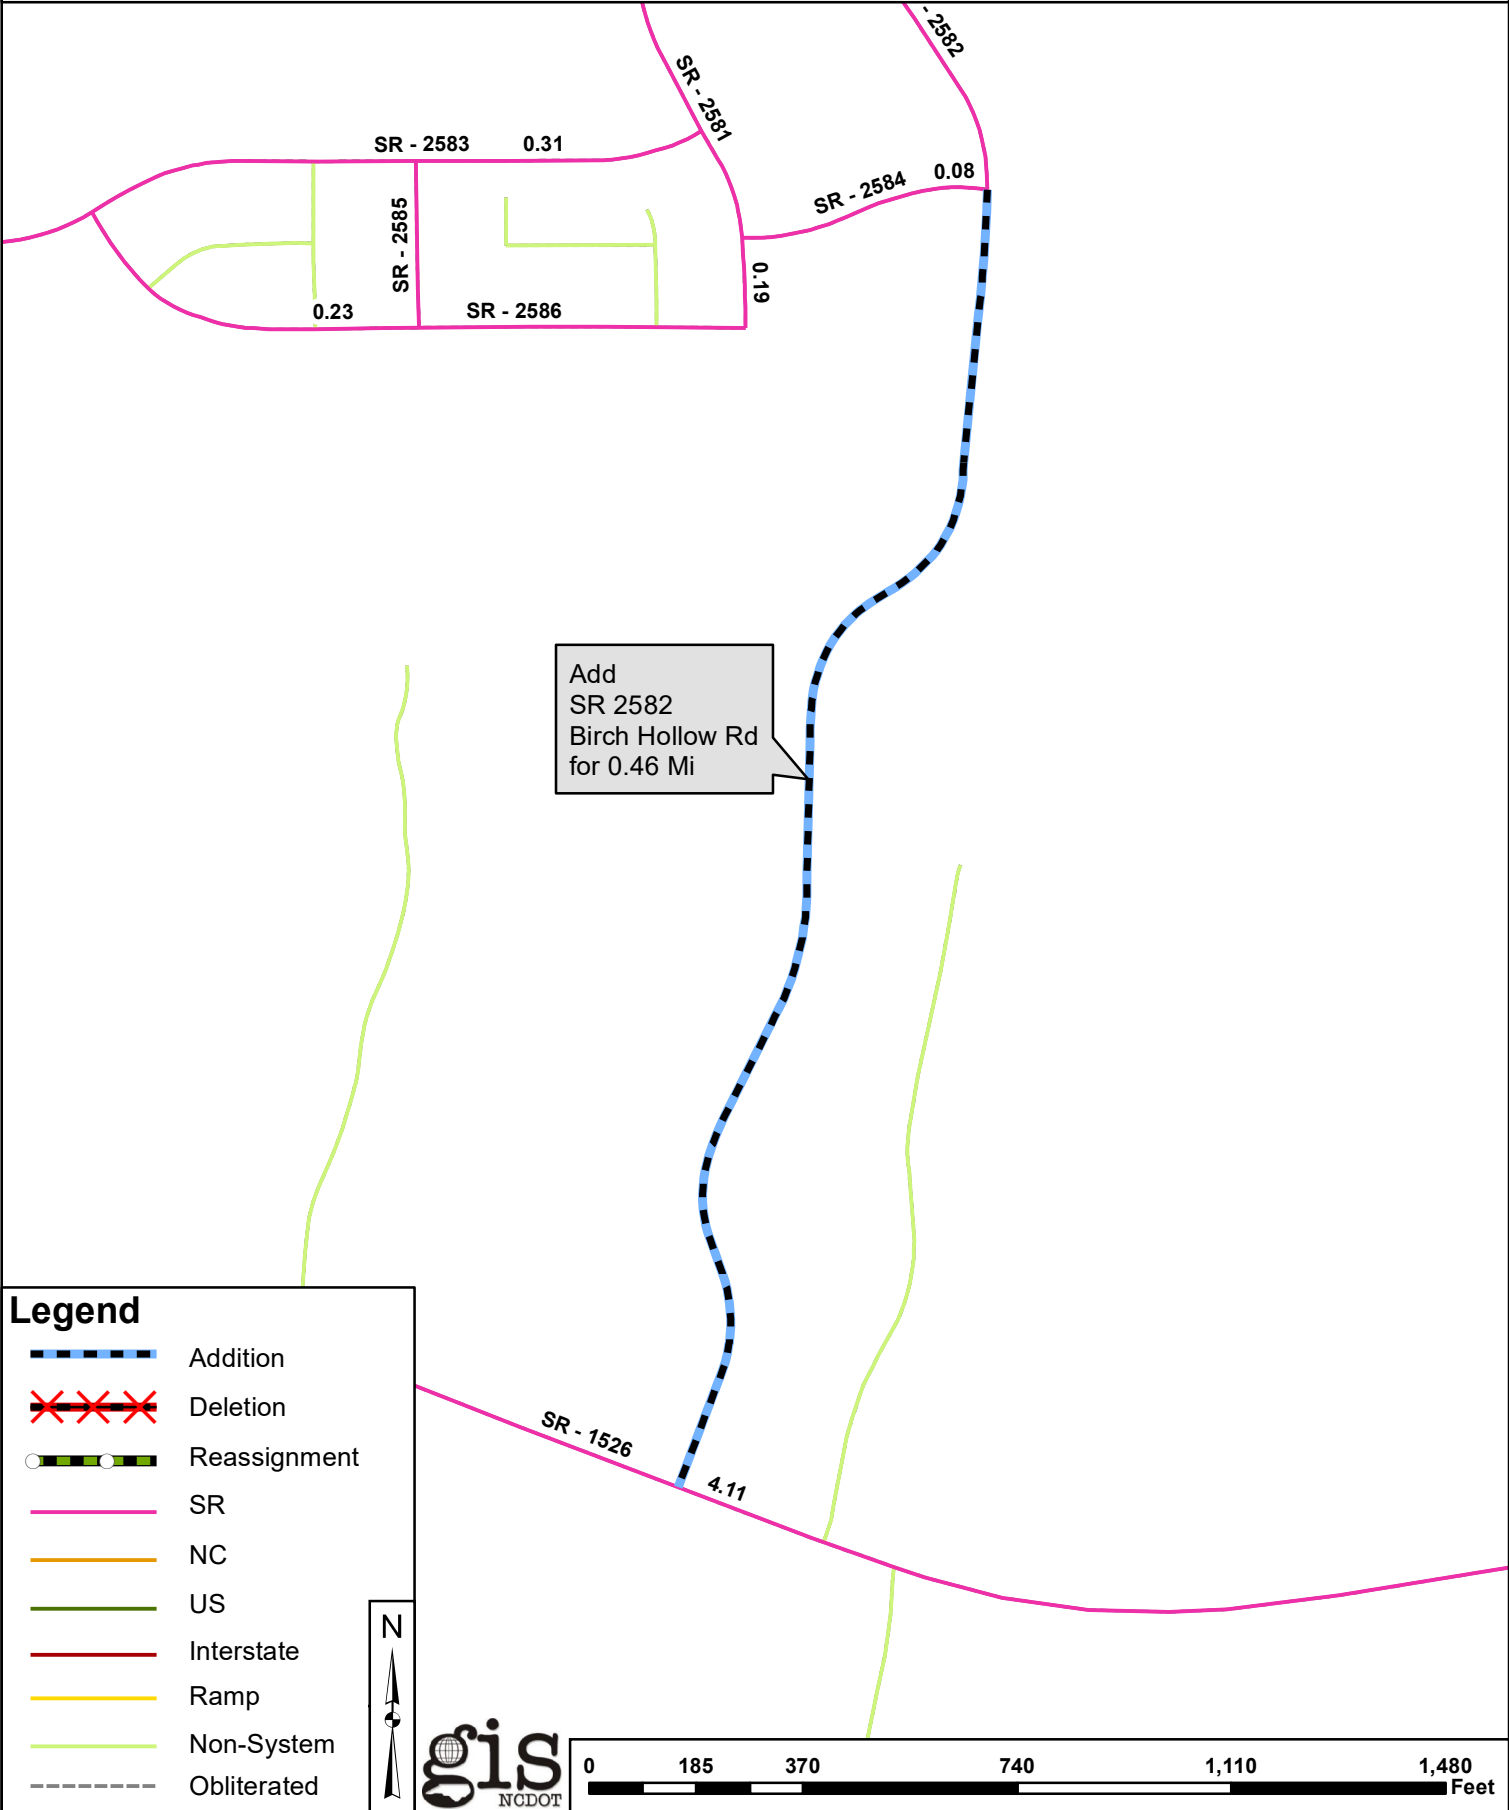 - 2582
SR - 2581
SR - 2583
0.31
SR - 2584
0.08
SR - 2585
0.19
0.23
SR - 2586
Add
SR 2582
Birch Hollow Rd
for 0.46 Mi
SR - 1526
4.11
Legend
Addition
Deletion
Reassignment
SR
NC
US
Interstate
Ramp
Non-System
Obliterated
N
gis
NCDOT
0 185 370 740 1,110 1,480
Feet